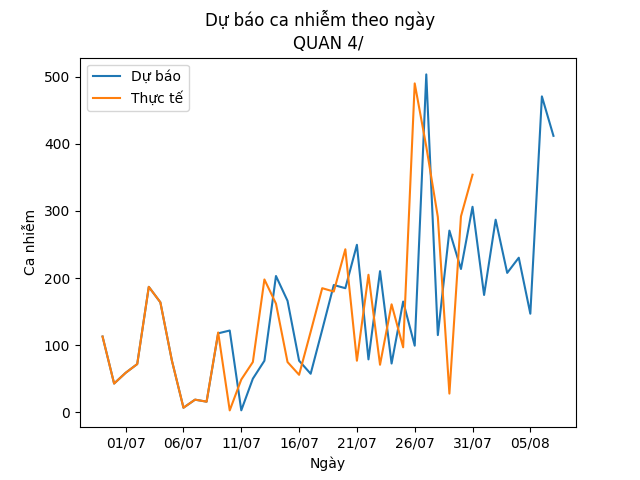 Dự báo ca nhiễm theo ngày
QUAN 4/
Dự báo
Thực tế
500
400
300
200
100
0
Ca nhiễm
01/07 06/07 11/07 16/07 21/07 26/07 31/07 05/08
Ngày